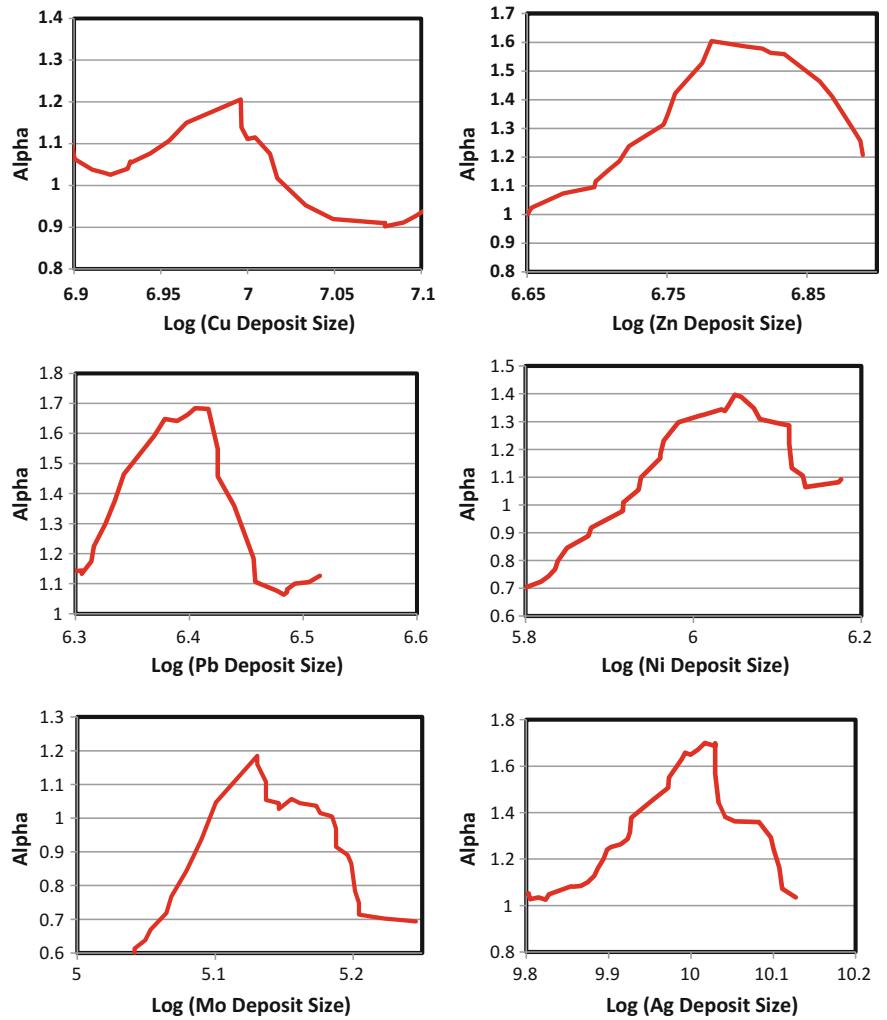 1.4
1.3
1.2
1.1
1
0.9
0.8
Alpha
6.9 6.95 7 7.05 7.1
Log (Cu Deposit Size)
1.7
1.6
1.5
1.4
1.3
1.2
1.1
1
0.9
0.8
Alpha
6.65 6.75 6.85
Log (Zn Deposit Size)
1.8
1.7
1.6
1.5
1.4
1.3
1.2
1.1
1
Alpha
6.3 6.4 6.5 6.6
Log (Pb Deposit Size)
1.5
1.4
1.3
1.2
1.1
1
0.9
0.8
0.7
0.6
Alpha
5.8 6 6.2
Log (Ni Deposit Size)
1.3
1.2
1.1
1
0.9
0.8
0.7
0.6
Alpha
5 5.1 5.2
Log (Mo Deposit Size)
1.8
1.6
1.4
1.2
1
0.8
Alpha
9.8 9.9 10 10.1 10.2
Log (Ag Deposit Size)